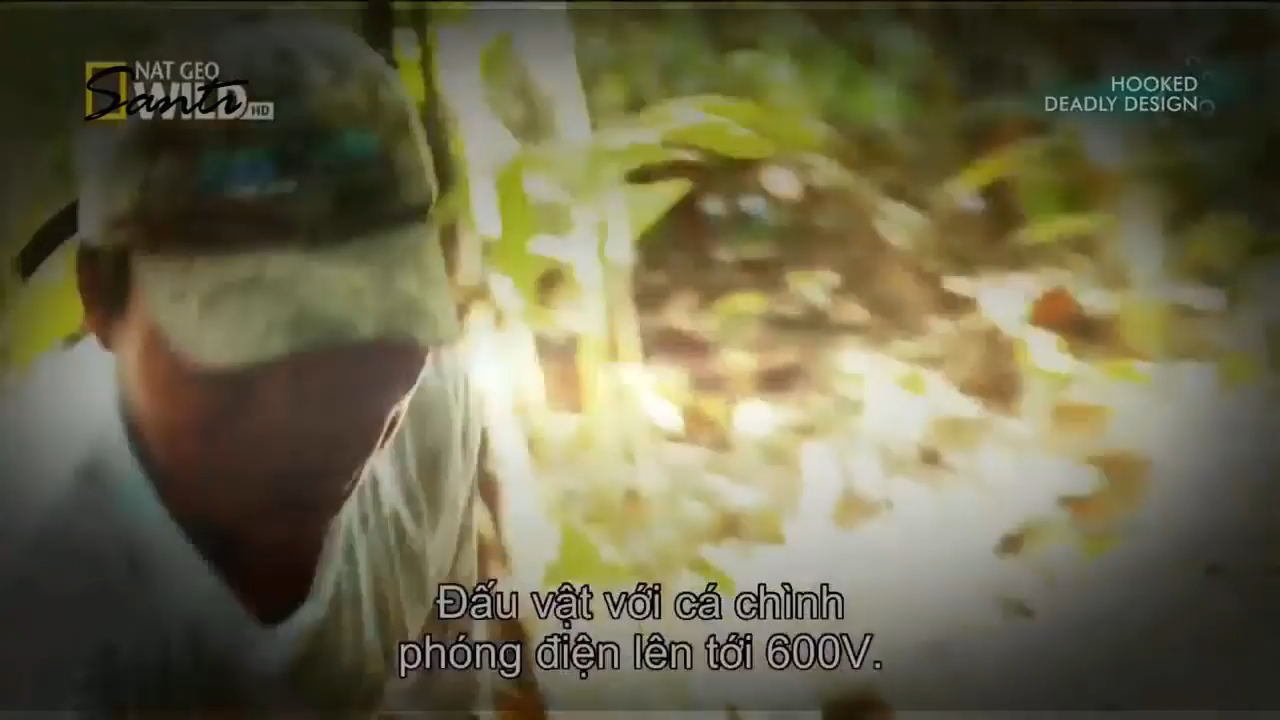 NAT GEO
WILD HD
Santi
HOOKED
DEADLY DESIGN
Đấu vật với cá chình
phóng điện lên tới 600V.